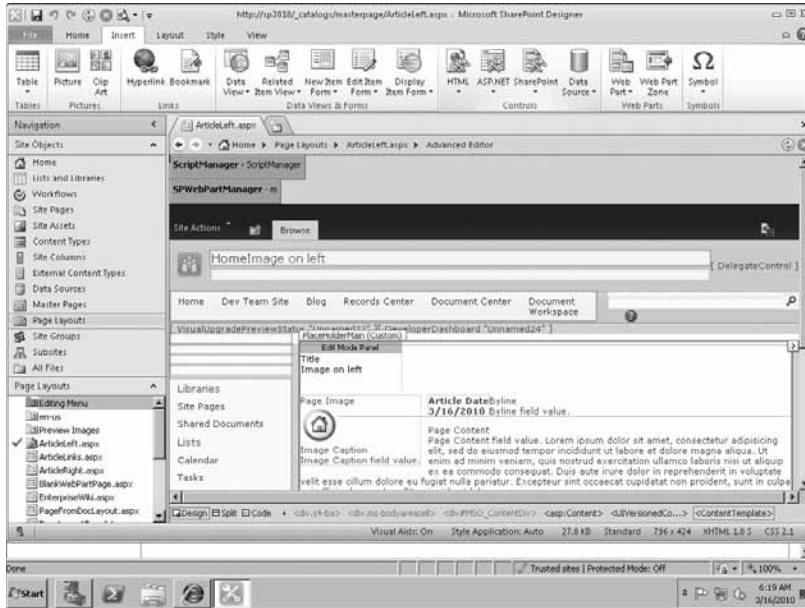 http://sp2010/_catalogs/masterpage/ArticleLeft.aspx - Microsoft SharePoint Designer
File Home Insert Layout Style View
Table Picture Clip Art Hyperlink Bookmark Data View Related Item View New Item Form Edit Item Form Display Item Form HTML ASP.NET SharePoint Data Source Web Part Web Part Zone Symbol
Tables Pictures Links Data Views & Forms Controls Web Parts Symbols
Navigation
ArticleLeft.aspx
Site Objects
Home Page Layouts ArticleLeft.aspx Advanced Editor
Home
Lists and Libraries
Workflows
Site Pages
Site Assets
Content Types
Site Columns
External Content Types
Data Sources
Master Pages
Page Layouts
Site Groups
Subsites
All Files
Page Layouts
Editing Menu
en-us
Preview Images
ArticleLeft.aspx
ArticleLinks.aspx
ArticleRight.aspx
BlankWebPartPage.aspx
EnterpriseWiki.aspx
PageFromDocLayout.aspx
ScriptManager - ScriptManager
SPWebPartManager - m
Site Actions Browse
HomeImage on left
[ DelegateControl ]
Home Dev Team Site Blog Records Center Document Center Document Workspace
[ VisualUpgradePreviewStatus "Unnamed33" ][ DeveloperDashboard "Unnamed24" ]
PlaceHolderMain (Custom)
Edit Mode Panel
Title
Image on left
Libraries
Site Pages
Shared Documents
Lists
Calendar
Tasks
Page Image
Article DateByline
3/16/2010 Byline field value.
Page Content
Page Content field value. Lorem ipsum dolor sit amet, consectetur adipisicing
elit, sed do eiusmod tempor incididunt ut labore et dolore magna aliqua. Ut
enim ad minim veniam, quis nostrud exercitation ullamco laboris nisi ut aliquip
ex ea commodo consequat. Duis aute irure dolor in reprehenderit in voluptate
velit esse cillum dolore eu fugiat nulla pariatur. Excepteur sint occaecat cupidatat non proident, sunt in culpa
Image Caption
Image Caption field value.
Design Split Code <div.s4-ba> <div.ms-bodyareacell> <div#MSO_ContentDiv> <asp:Content> <UIVersionedCo...> <ContentTemplate>
Visual Aids: On Style Application: Auto 27.8 KB Standard 796 x 424 XHTML 1.0 S CSS 2.1
Done Trusted sites | Protected Mode: Off 100%
Start 6:19 AM
3/16/2010